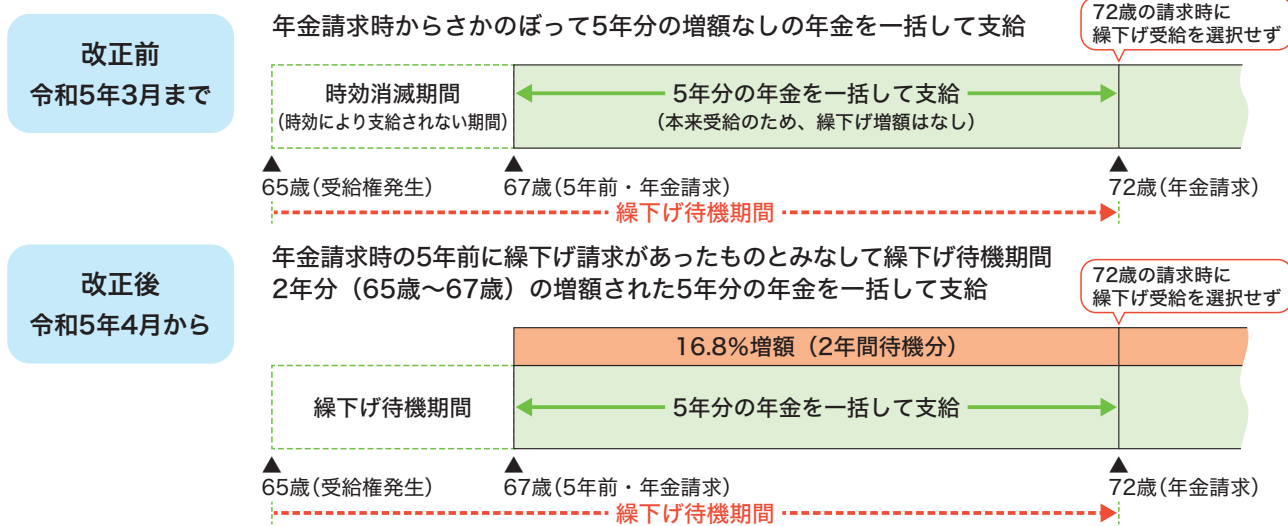 改正前
令和5年3月まで
年金請求時からさかのぼって5年分の増額なしの年金を一括して支給
72歳の請求時に
繰下げ受給を選択せず
時効消滅期間
(時効により支給されない期間)
5年分の年金を一括して支給
(本来受給のため、繰下げ増額はなし)
65歳(受給権発生)
67歳(5年前・年金請求)
72歳(年金請求)
繰下げ待機期間
改正後
令和5年4月から
年金請求時の5年前に繰下げ請求があったものとみなして繰下げ待機期間
2年分（65歳～67歳）の増額された5年分の年金を一括して支給
72歳の請求時に
繰下げ受給を選択せず
16.8%増額（2年間待機分）
繰下げ待機期間
5年分の年金を一括して支給
65歳(受給権発生)
67歳(5年前・年金請求)
72歳(年金請求)
繰下げ待機期間